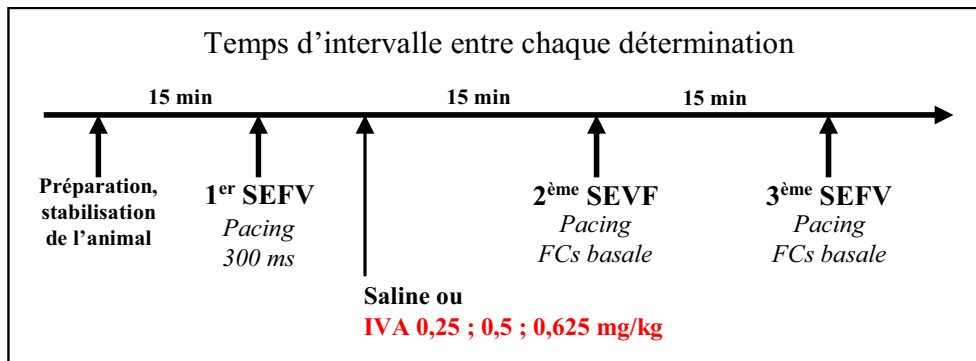 Temps d'intervalle entre chaque détermination
15 min 15 min 15 min
Préparation,
stabilisation
de l'animal
1er SEFV
Pacing
300 ms
2ème SEVF
Pacing
FCs basale
3ème SEFV
Pacing
FCs basale
Saline ou
IVA 0,25 ; 0,5 ; 0,625 mg/kg